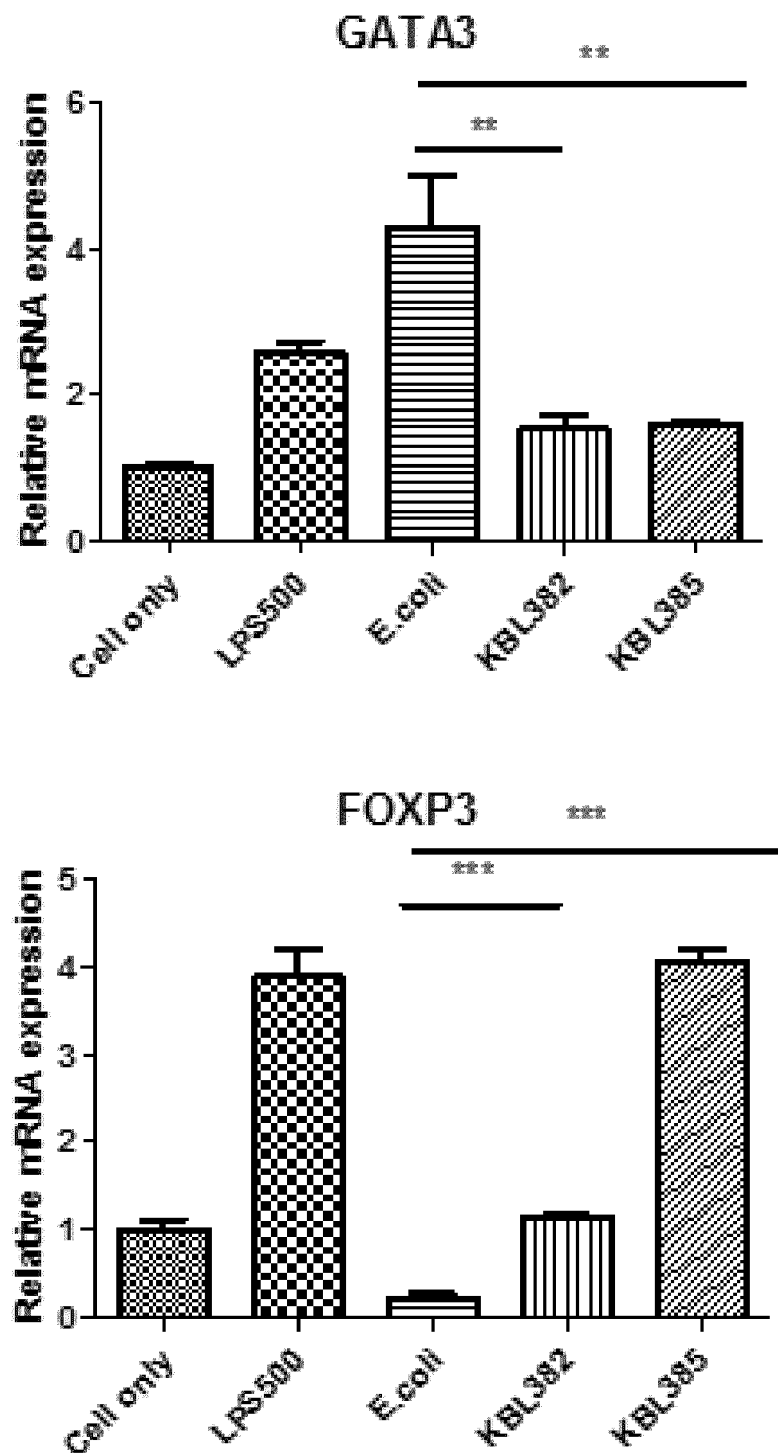 GATA3
**
**
Relative mRNA expression
6
4
2
0
Cell only
LPS500
E.coli
KBL382
KBL385
FOXP3
***
***
Relative mRNA expression
5
4
3
2
1
0
Cell only
LPS500
E.coli
KBL382
KBL385